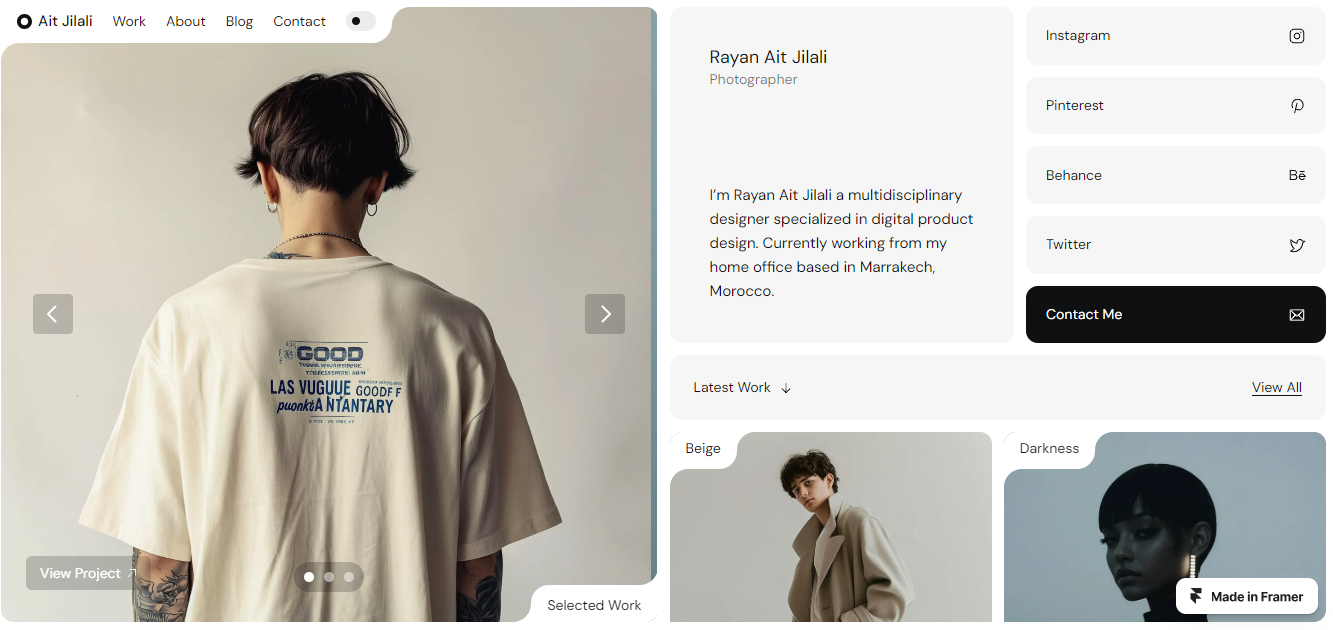 Ait Jilali
Work
About
Blog
Contact
GOOD
LAS VUGUUE GOODF F
puonktA NTANTARY
View Project
Selected Work
Rayan Ait Jilali
Photographer
I’m Rayan Ait Jilali a multidisciplinary
designer specialized in digital product
design. Currently working from my
home office based in Marrakech,
Morocco.
Instagram
Pinterest
Behance
Bē
Twitter
Contact Me
Latest Work ↓
View All
Beige
Darkness
Made in Framer